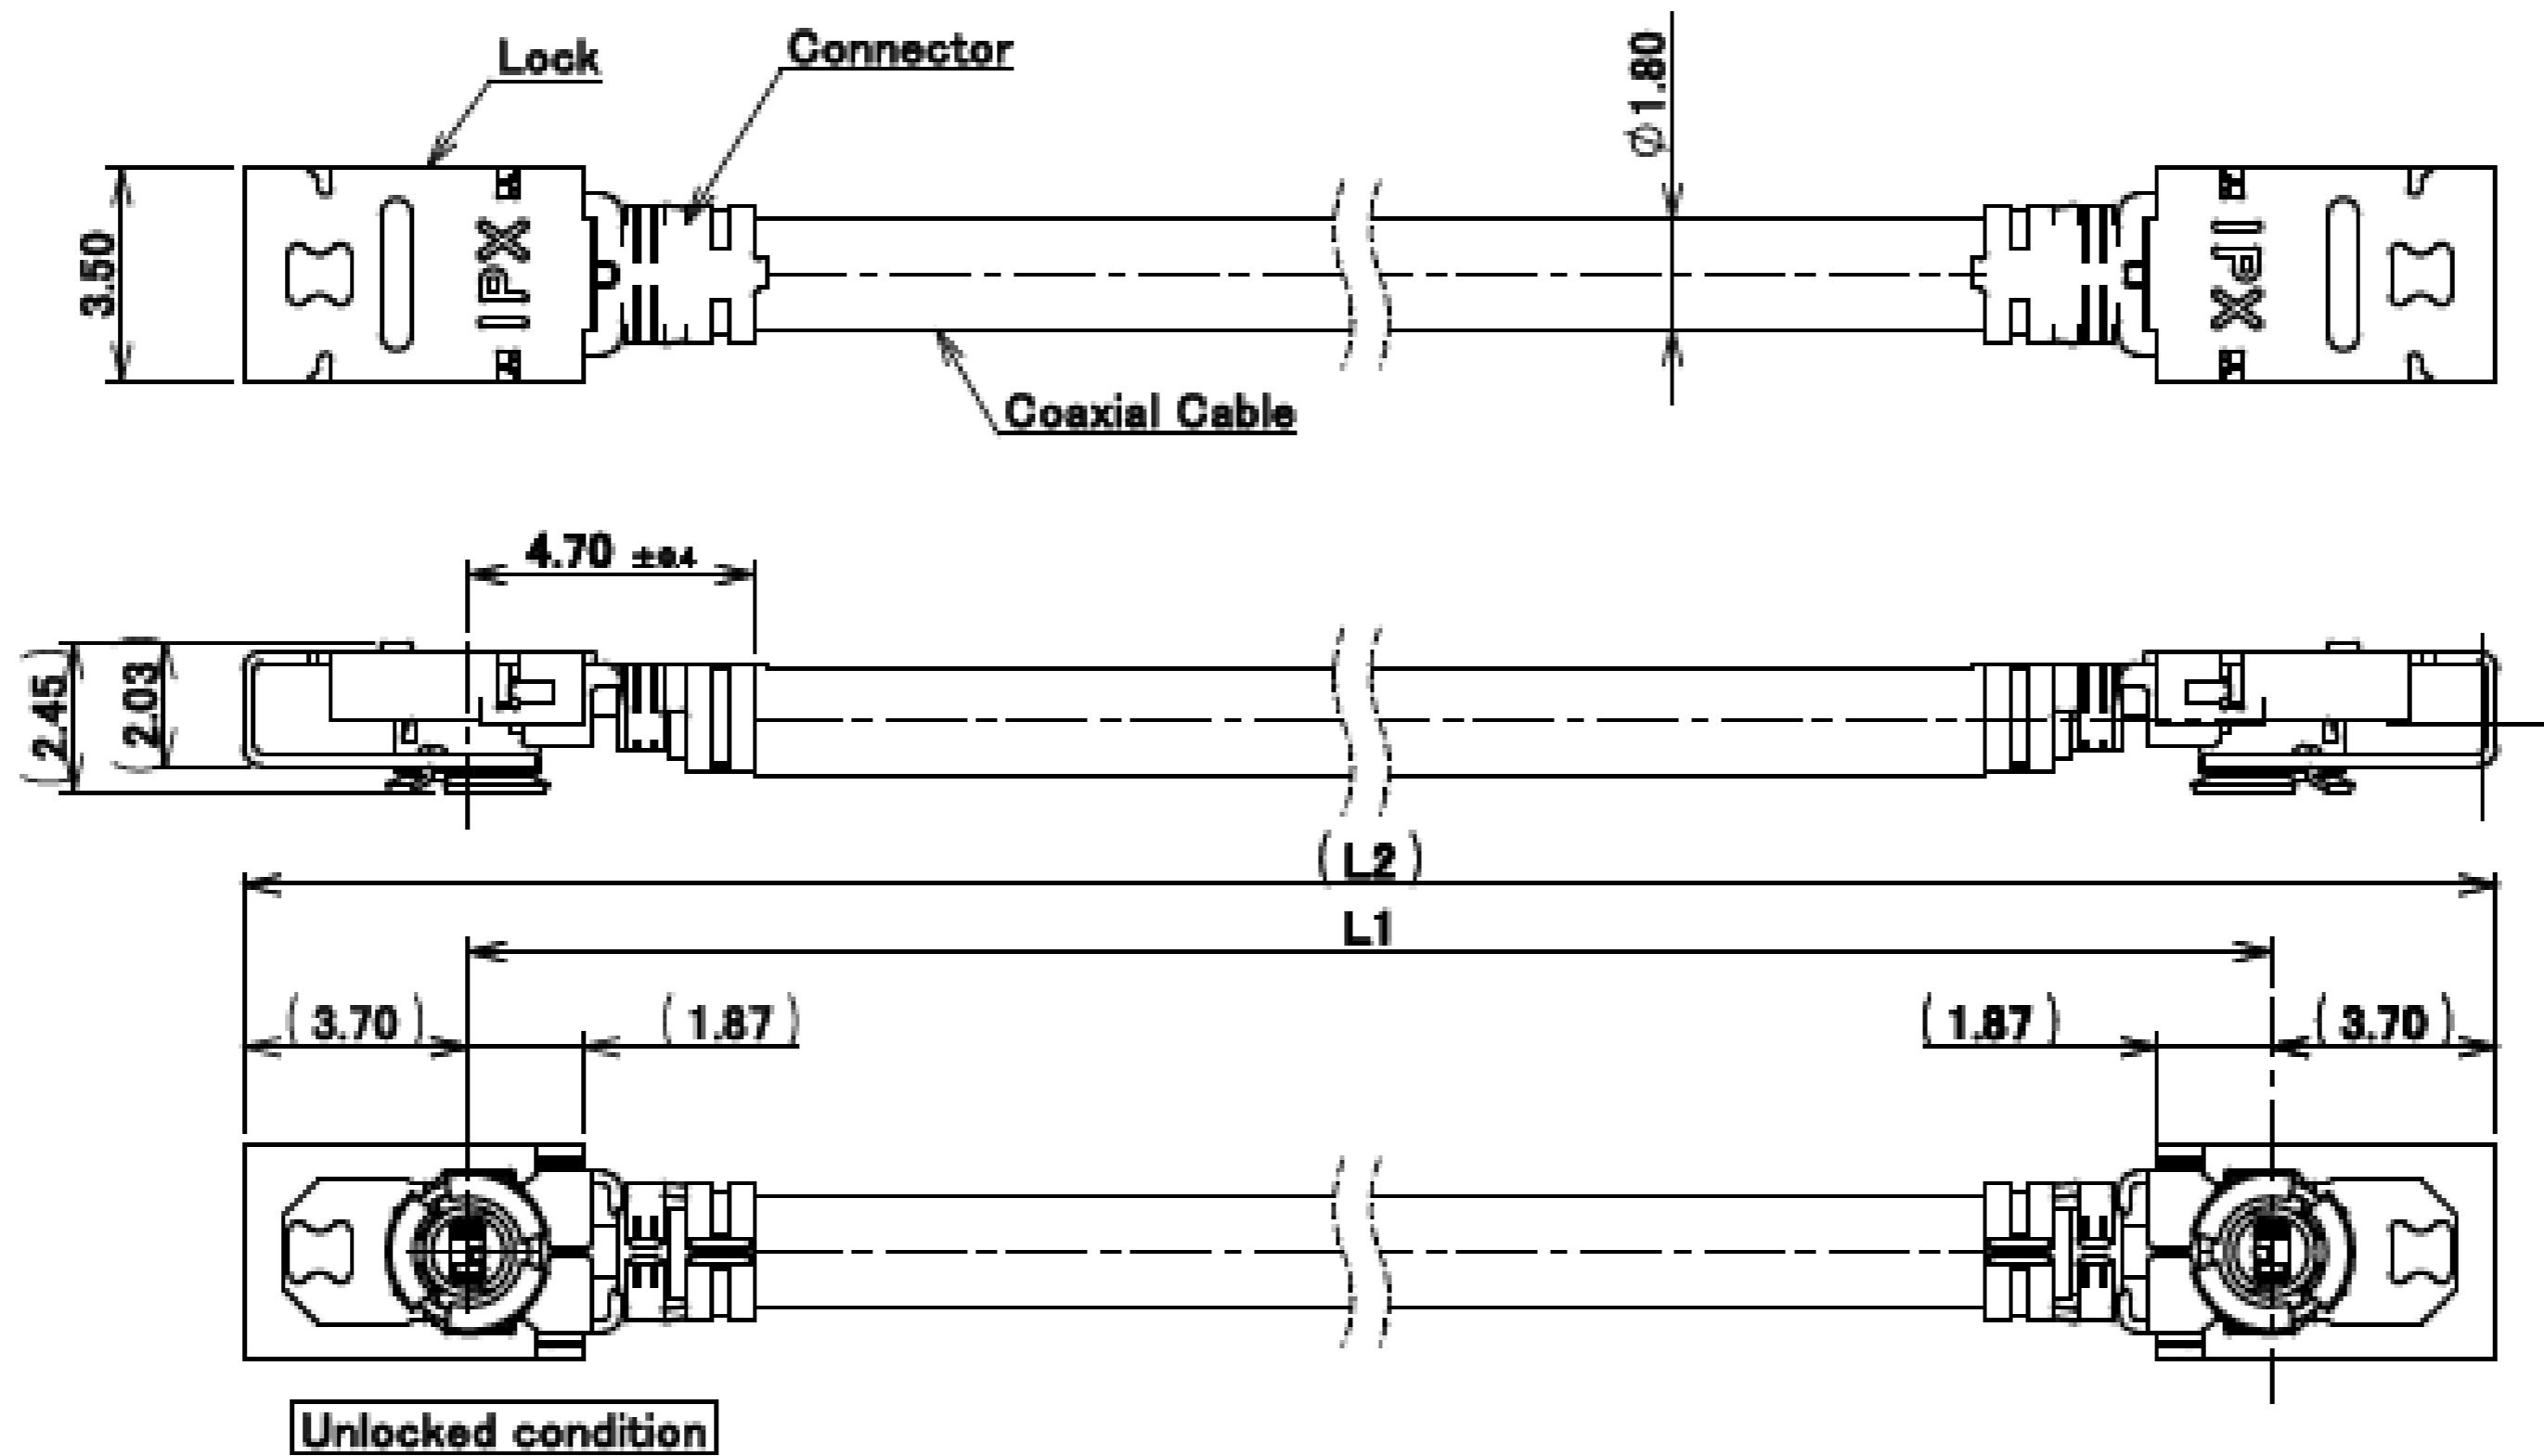 Lock
Connector
∅1.80
3.50
IPX
IPX
Coaxial Cable
4.70 ±0.4
(2.45)
(2.03)
(L2)
L1
(3.70)
(1.87)
(1.87)
(3.70)
Unlocked condition